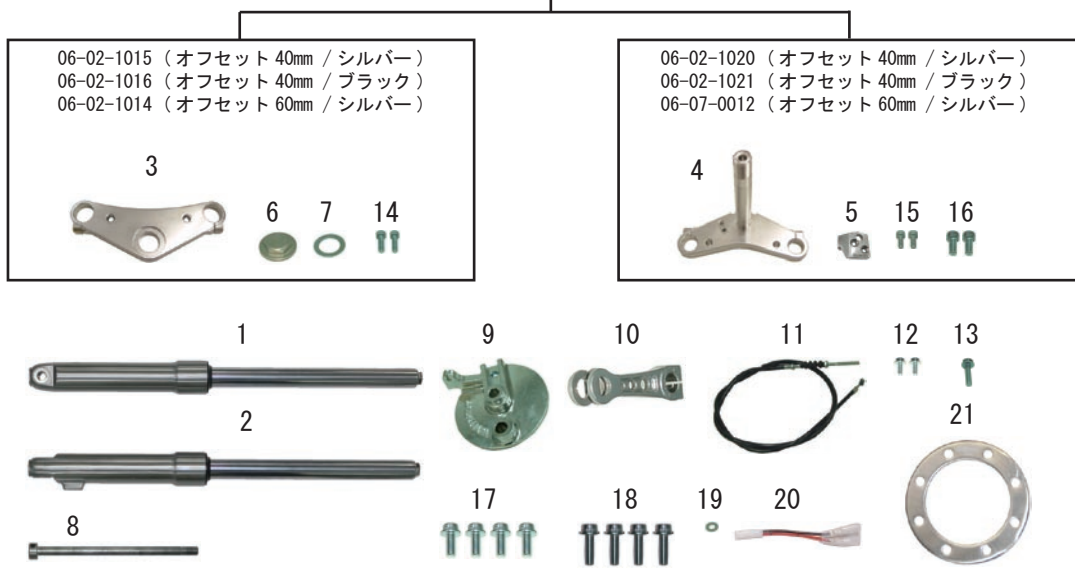 06-02-1015 (オフセット 40mm / シルバー)
06-02-1016 (オフセット 40mm / ブラック)
06-02-1014 (オフセット 60mm / シルバー)
06-02-1020 (オフセット 40mm / シルバー)
06-02-1021 (オフセット 40mm / ブラック)
06-07-0012 (オフセット 60mm / シルバー)
3
6 7 14
4
5 15 16
1
9 10 11 12 13
2
21
8
17 18 19 20